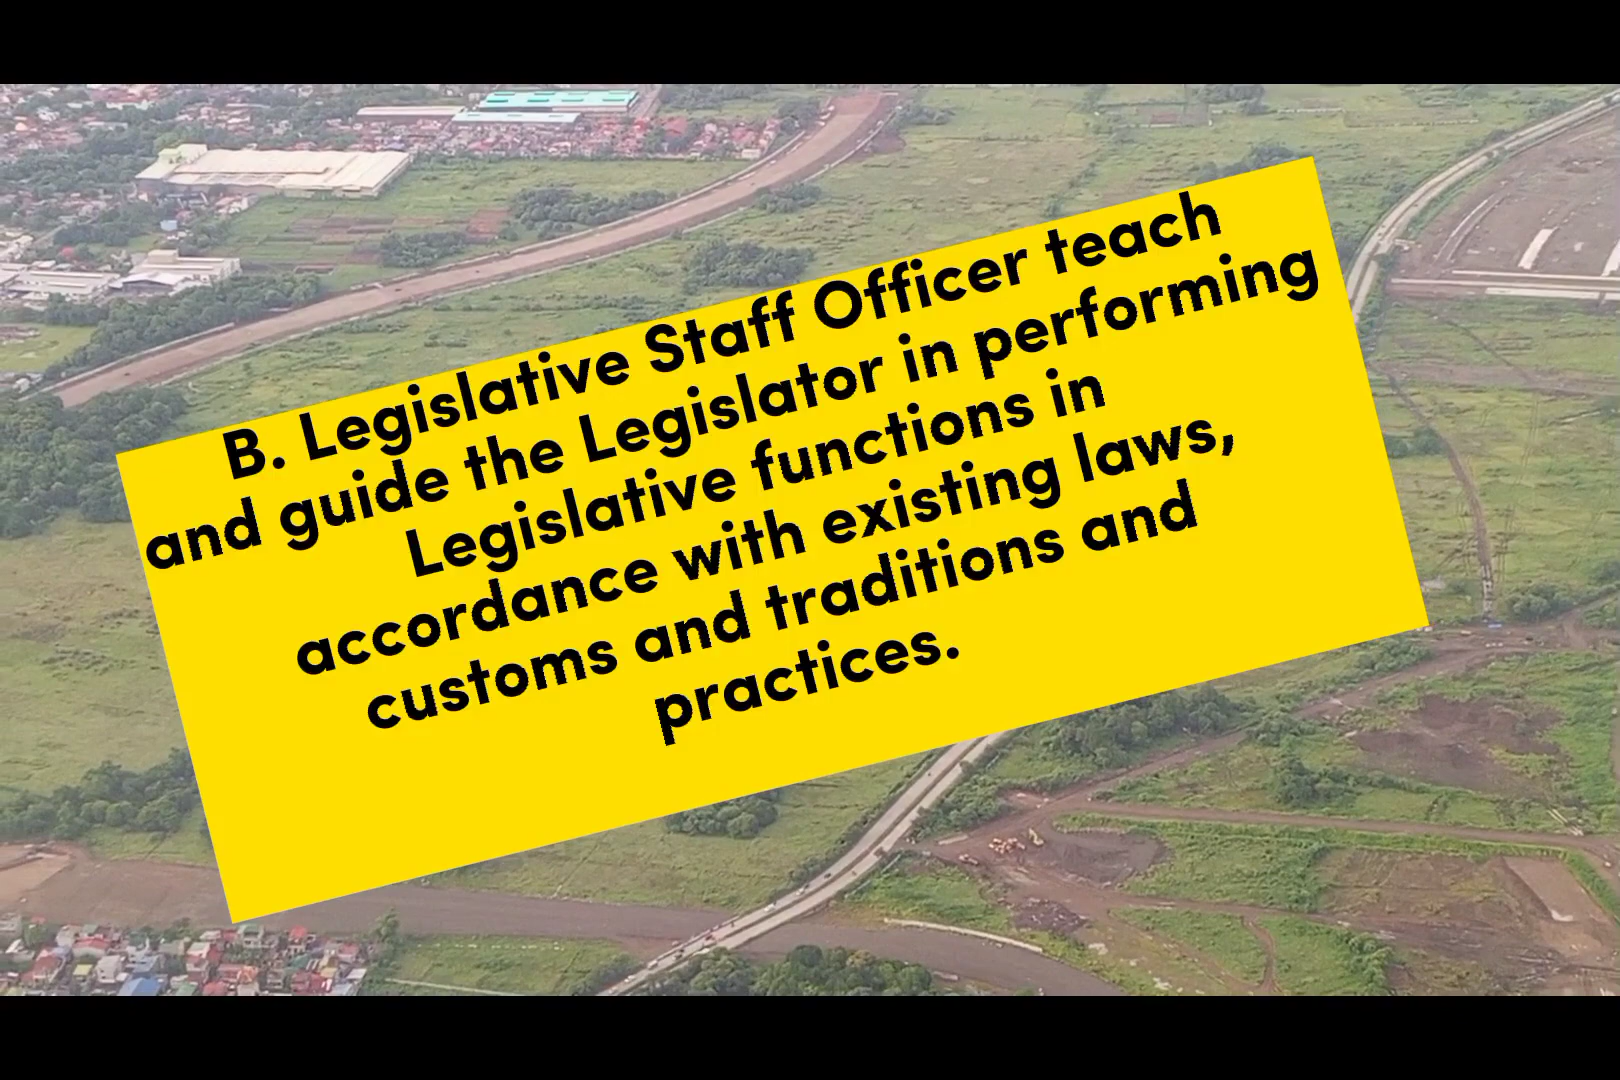 B. Legislative Staff Officer teach
and guide the Legislator in performing
Legislative functions in
accordance with existing laws,
customs and traditions and
practices.